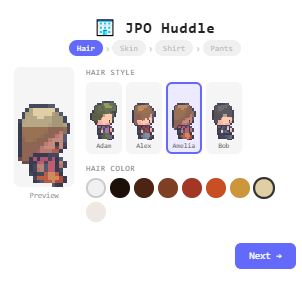 JPO Huddle
Hair › Skin › Shirt › Pants
HAIR STYLE
Adam Alex Amelia Bob
HAIR COLOR
Preview
Next →